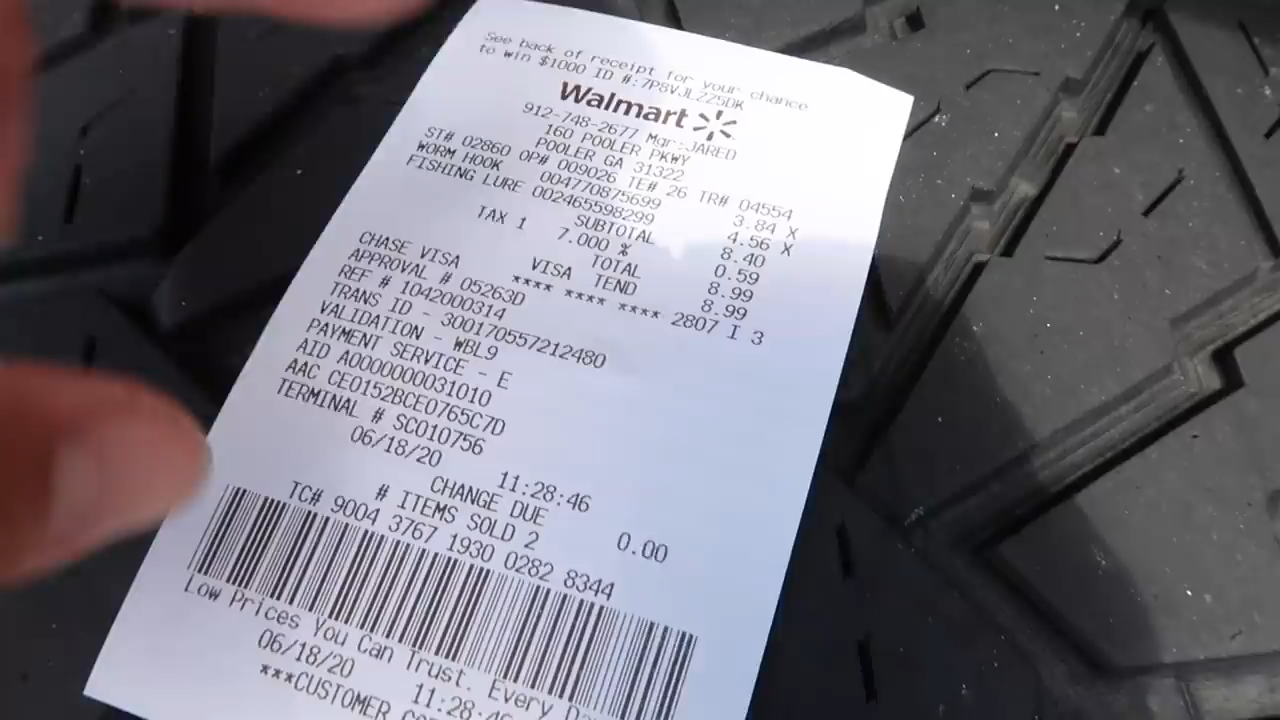 See back of receipt for your chance
to win $1000 ID #:7P8VJLZZ5DK
Walmart
912-748-2677 Mgr:JARED
160 POOLER PKWY
POOLER GA 31322
ST# 02860 OP# 009026 TE# 26 TR# 04554
WORM HOOK 004770875699 3.84 X
FISHING LURE 002465598299 4.56 X
SUBTOTAL 8.40
TAX 1 7.000 % 0.59
TOTAL 8.99
VISA TEND 8.99
CHASE VISA **** **** **** 2807 I 3
APPROVAL # 05263D
REF # 1042000314
TRANS ID - 300170557212480
VALIDATION - WBL9
PAYMENT SERVICE - E
AID A0000000031010
AAC CE0152BCE0765C7D
TERMINAL # SC010756
06/18/20 11:28:46
CHANGE DUE 0.00
# ITEMS SOLD 2
TC# 9004 3767 1930 0282 8344
Low Prices You Can Trust. Every
06/18/20 11:28:46
***CUSTOMER